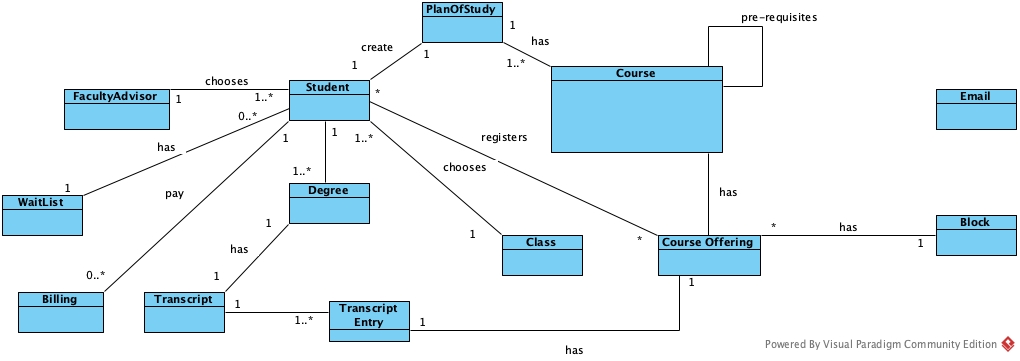 PlanOfStudy
pre-requisites
1
has
create
1
1
1..*
Course
chooses
Student
FacultyAdvisor
1
1..*
*
Email
0..*
1
1
1..*
registers
has
chooses
1..*
1
pay
has
WaitList
Degree
Block
1
1
*
has
has
*
1
Class
Course Offering
1
0..*
1
Billing
Transcript
1
Transcript
Entry
1..*
1
has
Powered By Visual Paradigm Community Edition